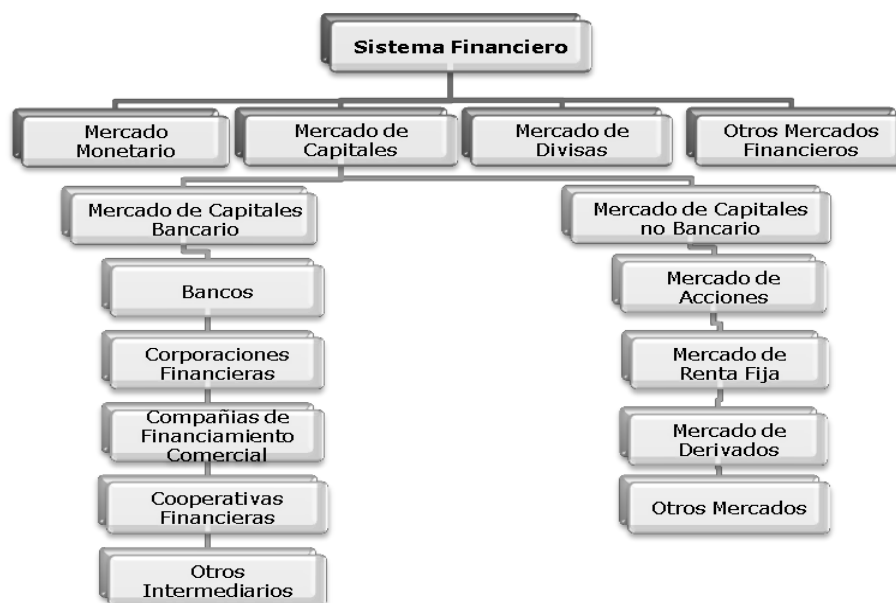 Sistema Financiero
Mercado
Monetario
Mercado de
Capitales
Mercado de
Divisas
Otros Mercados
Financieros
Mercado de Capitales
Bancario
Bancos
Corporaciones
Financieras
Compañias de
Financiamiento
Comercial
Cooperativas
Financieras
Otros
Intermediarios
Mercado de Capitales
no Bancario
Mercado de
Acciones
Mercado de
Renta Fija
Mercado de
Derivados
Otros Mercados